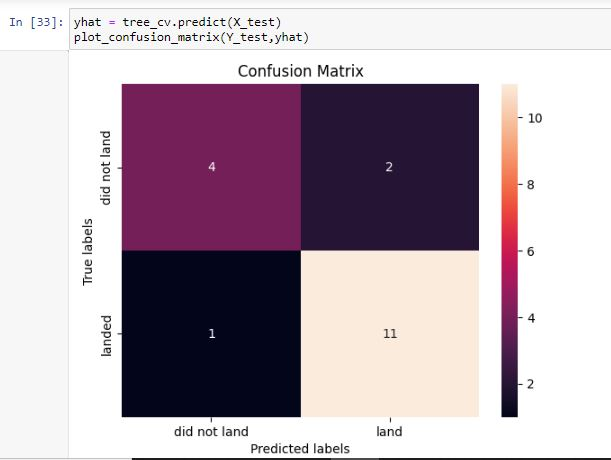 In [33]:
yhat = tree_cv.predict(X_test)
plot_confusion_matrix(Y_test,yhat)
Confusion Matrix
did not land
4
2
10
8
6
4
2
True labels
landed
1
11
did not land
land
Predicted labels